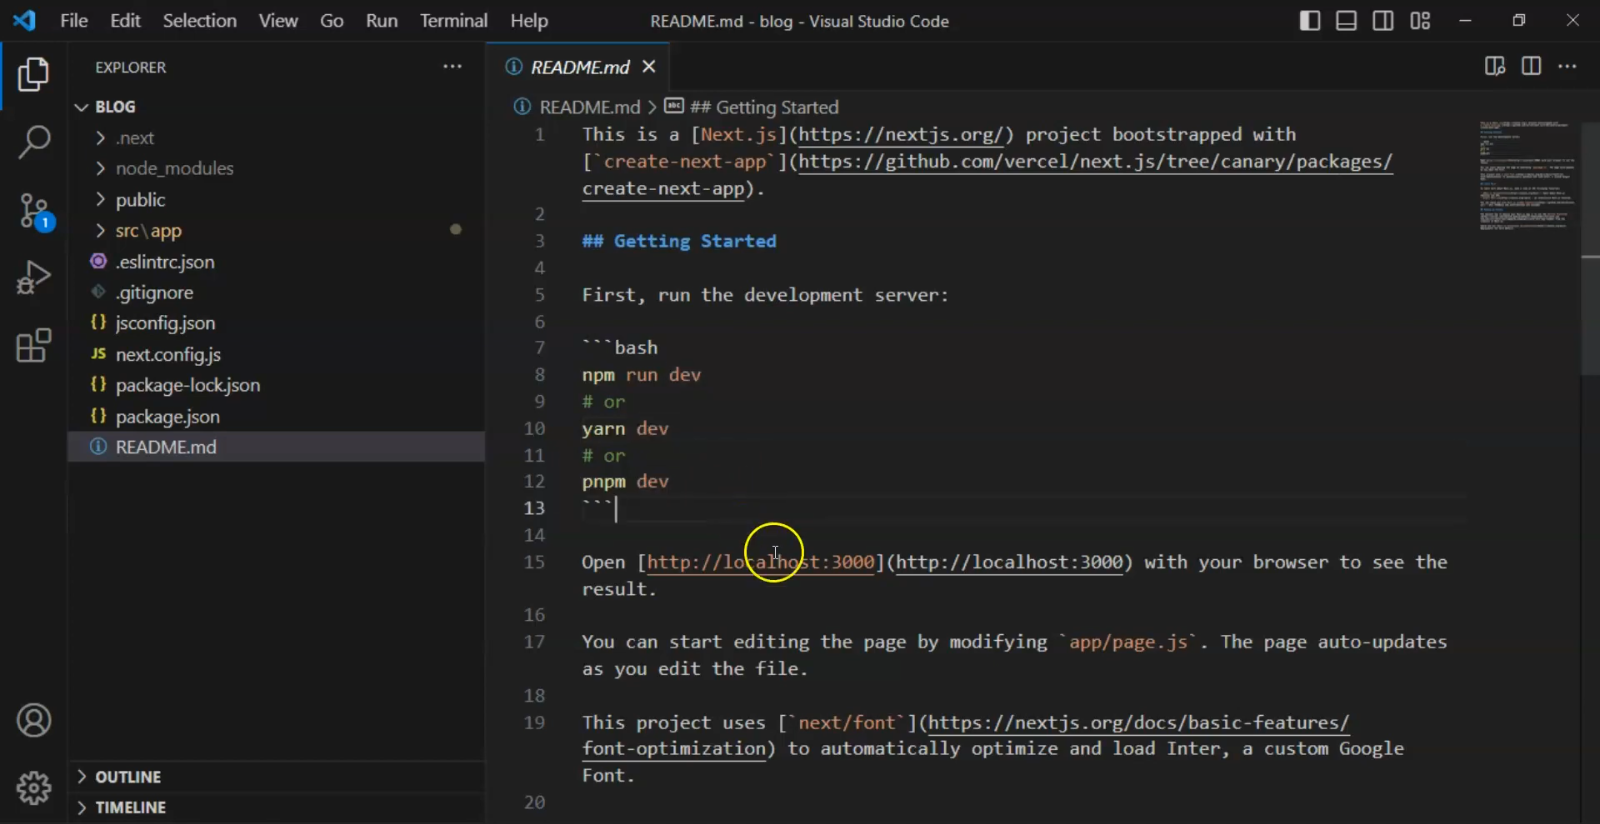 File Edit Selection View Go Run Terminal Help README.md - blog - Visual Studio Code
EXPLORER
BLOG
.next
node_modules
public
src\app
.eslintrc.json
.gitignore
{} jsconfig.json
JS next.config.js
{} package-lock.json
{} package.json
README.md
OUTLINE
TIMELINE
1
README.md
README.md > abc ## Getting Started
1 This is a [Next.js](https://nextjs.org/) project bootstrapped with
[`create-next-app`](https://github.com/vercel/next.js/tree/canary/packages/
create-next-app).
2
3 ## Getting Started
4
5 First, run the development server:
6
7 ```bash
8 npm run dev
9 # or
10 yarn dev
11 # or
12 pnpm dev
13 ```
14
15 Open [http://localhost:3000](http://localhost:3000) with your browser to see the
result.
16
17 You can start editing the page by modifying `app/page.js`. The page auto-updates
as you edit the file.
18
19 This project uses [`next/font`](https://nextjs.org/docs/basic-features/
font-optimization) to automatically optimize and load Inter, a custom Google
Font.
20